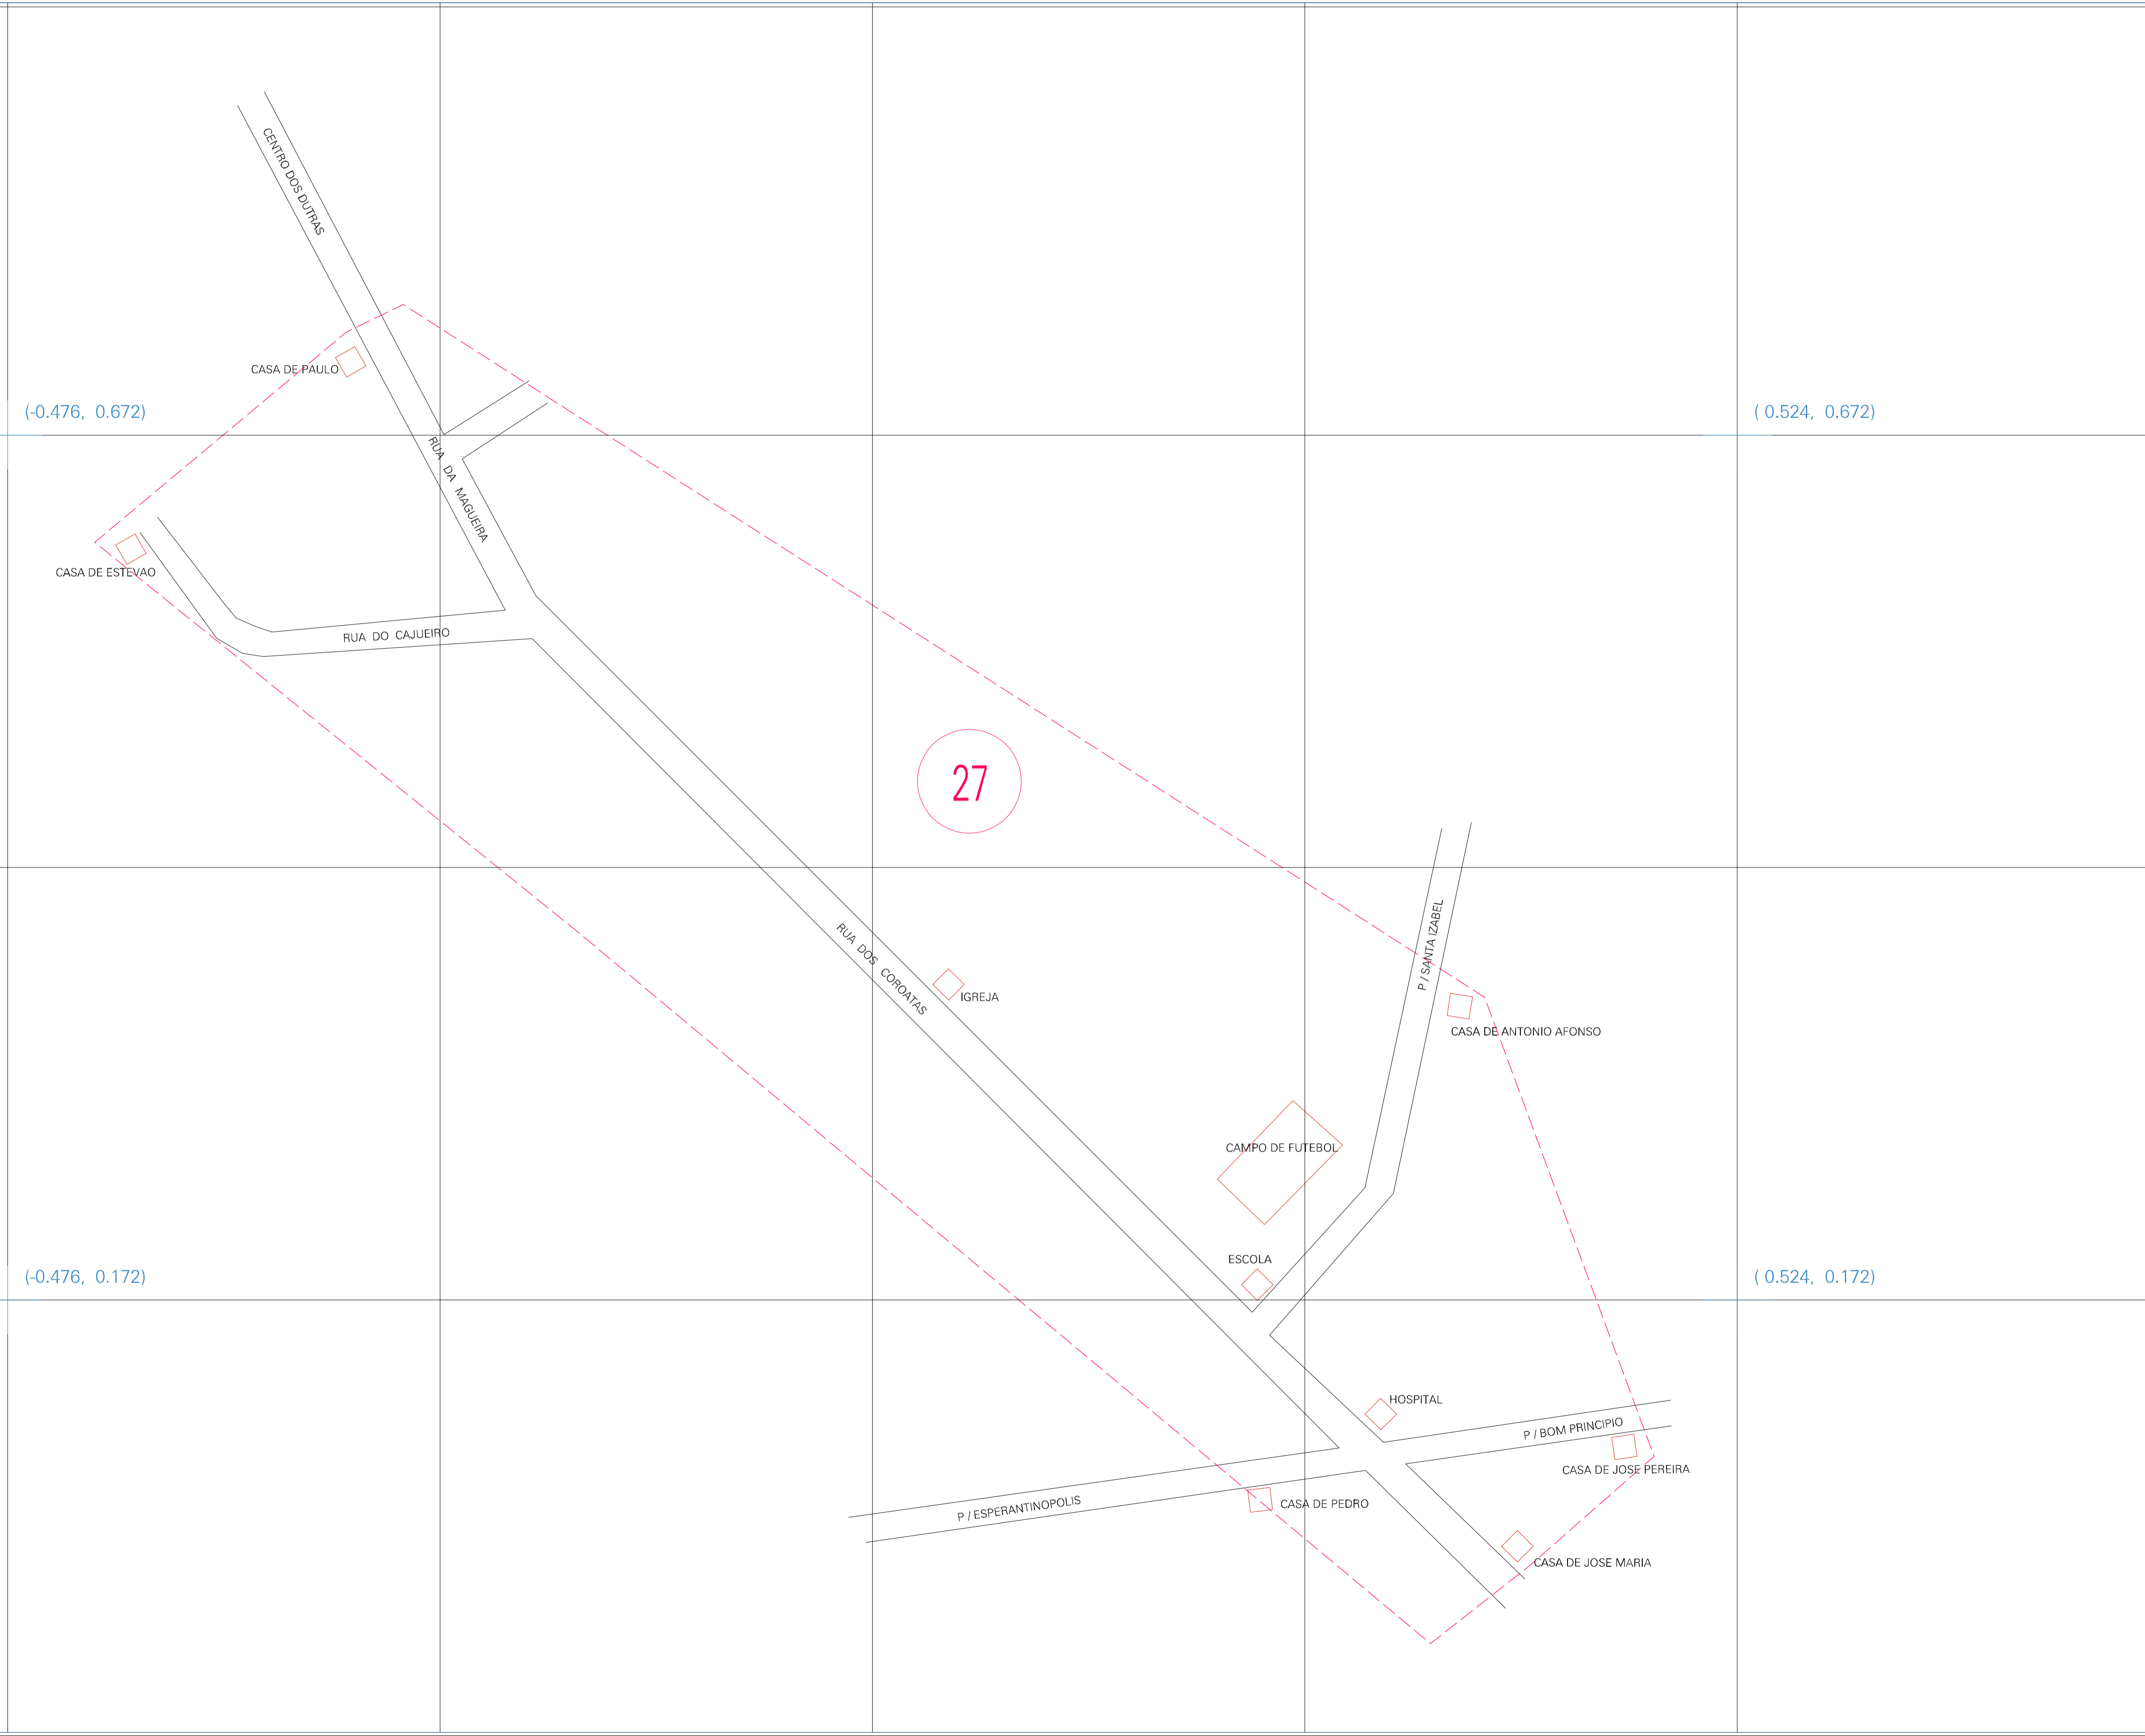 CENTRO DOS DUTRAS
CASA DE PAULO
(-0.476, 0.672)
( 0.524, 0.672)
RUA DA MAGUEIRA
CASA DE ESTEVAO
RUA DO CAJUEIRO
27
P / SANTA IZABEL
RUA DOS COROATAS
IGREJA
CASA DE ANTONIO AFONSO
CAMPO DE FUTEBOL
ESCOLA
(-0.476, 0.172)
( 0.524, 0.172)
HOSPITAL
P / BOM PRINCIPIO
CASA DE JOSE PEREIRA
P / ESPERANTINOPOLIS
CASA DE PEDRO
CASA DE JOSE MARIA